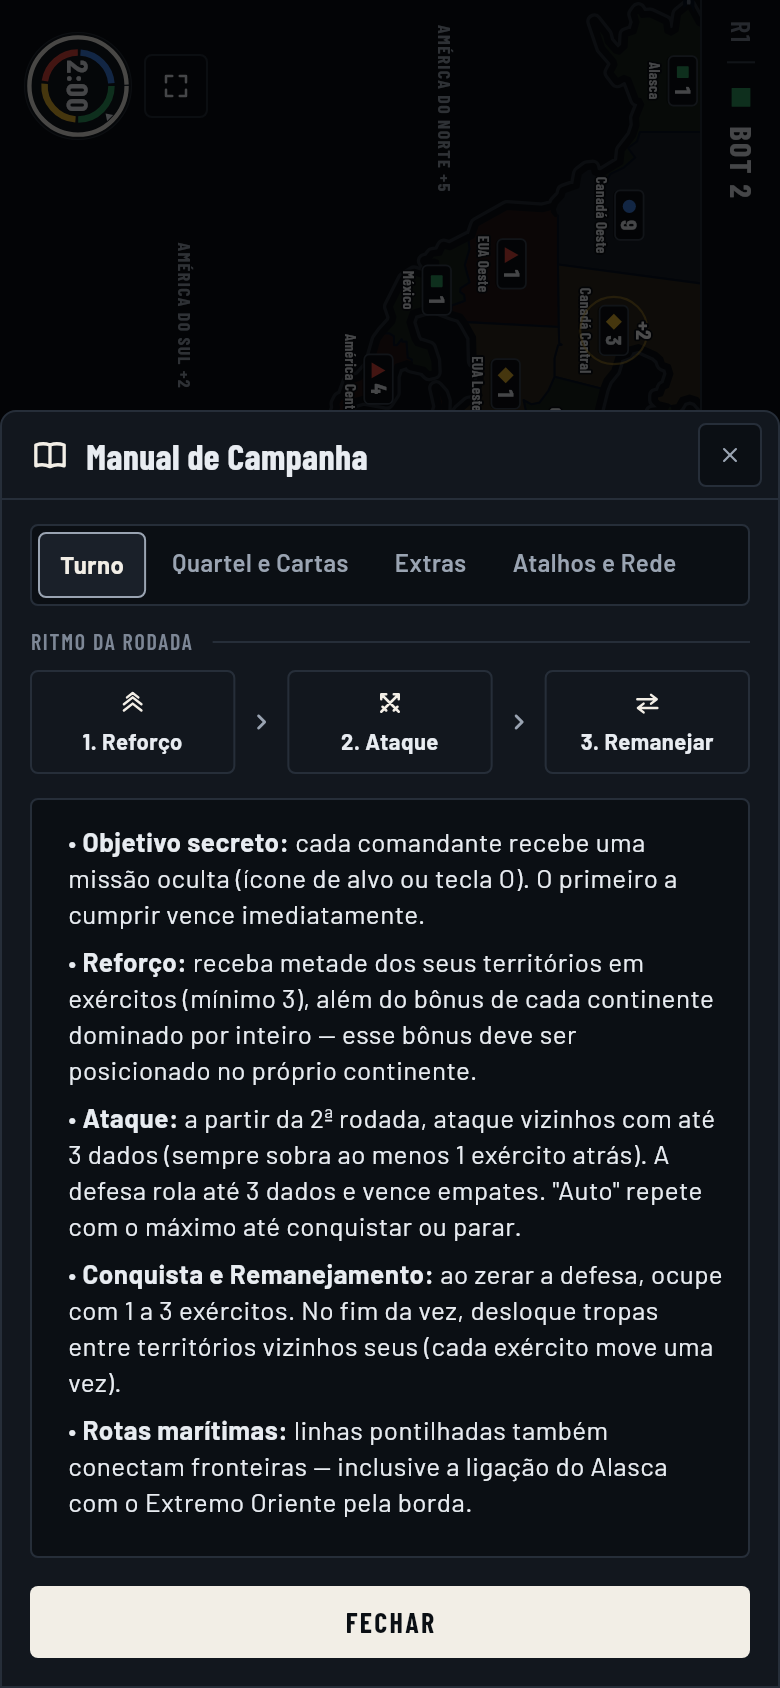 R1
BOT 2
2:00
AMÉRICA DO NORTE +5
AMÉRICA DO SUL +2
Alasca
1
Canadá Oeste
9
EUA Oeste
1
México
1
Canadá Central
3
+2
América Cent
4
EUA Leste
1
Manual de Campanha
Turno
Quartel e Cartas
Extras
Atalhos e Rede
RITMO DA RODADA
1. Reforço
2. Ataque
3. Remanejar
• Objetivo secreto: cada comandante recebe uma
missão oculta (ícone de alvo ou tecla O). O primeiro a
cumprir vence imediatamente.
• Reforço: receba metade dos seus territórios em
exércitos (mínimo 3), além do bônus de cada continente
dominado por inteiro — esse bônus deve ser
posicionado no próprio continente.
• Ataque: a partir da 2ª rodada, ataque vizinhos com até
3 dados (sempre sobra ao menos 1 exército atrás). A
defesa rola até 3 dados e vence empates. "Auto" repete
com o máximo até conquistar ou parar.
• Conquista e Remanejamento: ao zerar a defesa, ocupe
com 1 a 3 exércitos. No fim da vez, desloque tropas
entre territórios vizinhos seus (cada exército move uma
vez).
• Rotas marítimas: linhas pontilhadas também
conectam fronteiras — inclusive a ligação do Alasca
com o Extremo Oriente pela borda.
FECHAR